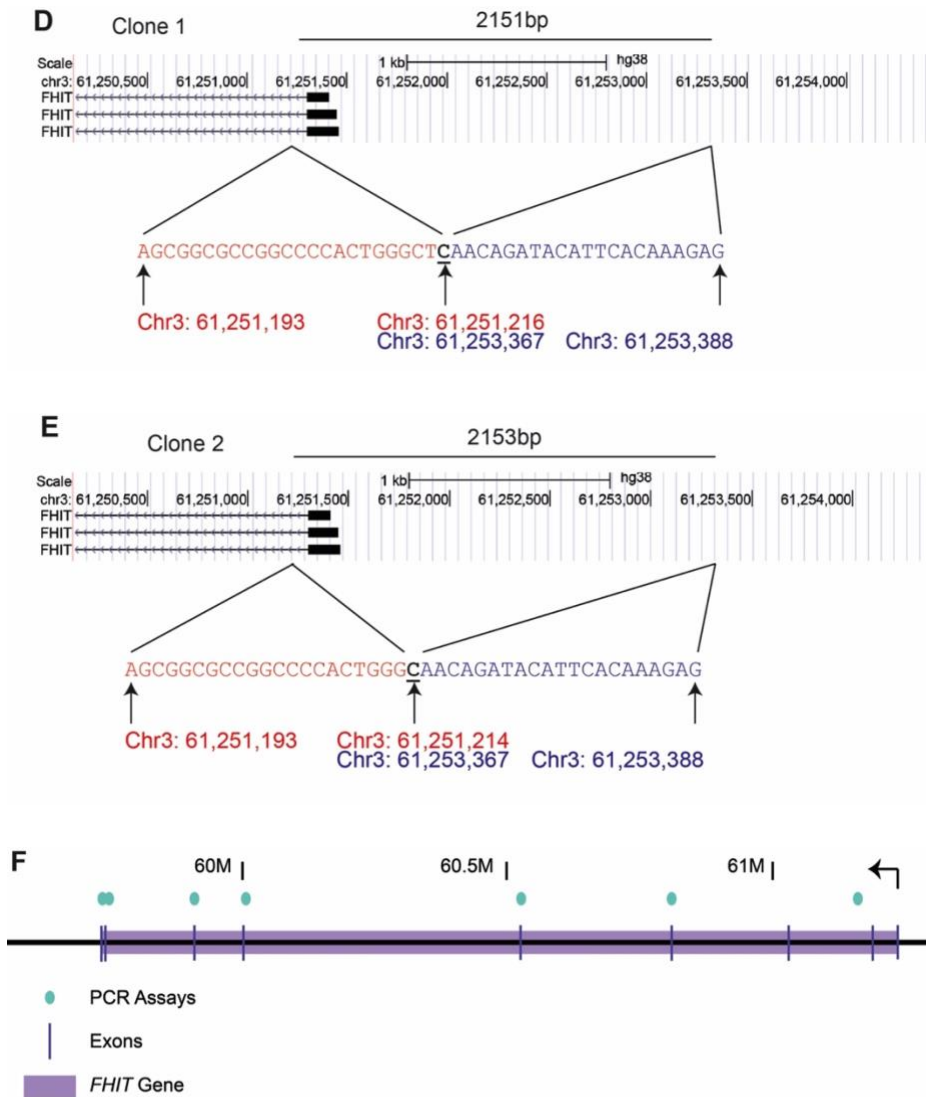 D
Clone 1
2151bp
Scale
1 kb
hg38
chr3:
61,250,500| 61,251,000| 61,251,500| 61,252,000| 61,252,500| 61,253,000| 61,253,500| 61,254,000|
FHIT
FHIT
FHIT
AGCGGCGCCGGCCCCACTGGGCTCAACAGATACATTCACAAAGAG
Chr3: 61,251,193
Chr3: 61,251,216
Chr3: 61,253,367
Chr3: 61,253,388
E
Clone 2
2153bp
Scale
1 kb
hg38
chr3:
61,250,500| 61,251,000| 61,251,500| 61,252,000| 61,252,500| 61,253,000| 61,253,500| 61,254,000|
FHIT
FHIT
FHIT
AGCGGCGCCGGCCCCACTGGGCAACAGATACATTCACAAAGAG
Chr3: 61,251,193
Chr3: 61,251,214
Chr3: 61,253,367
Chr3: 61,253,388
F
60M
60.5M
61M
PCR Assays
Exons
FHIT Gene